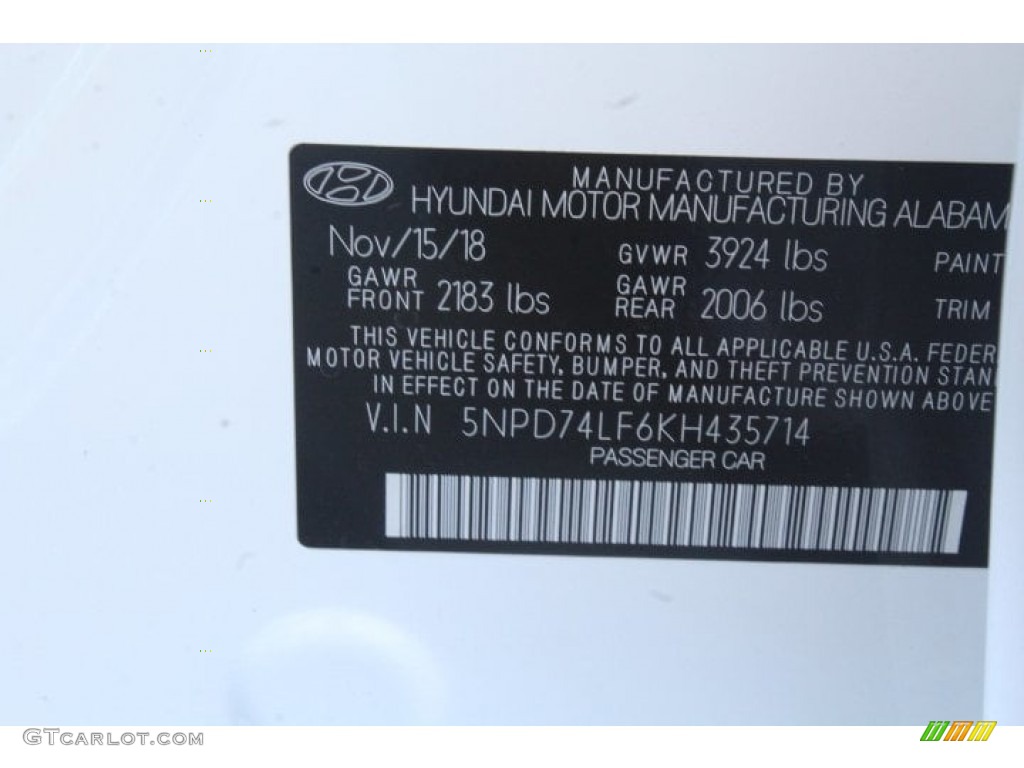 MANUFACTURED BY
HYUNDAI MOTOR MANUFACTURING ALABAM
Nov/15/18 GVWR 3924 lbs PAINT
GAWR FRONT 2183 lbs GAWR REAR 2006 lbs TRIM
THIS VEHICLE CONFORMS TO ALL APPLICABLE U.S.A. FEDER
MOTOR VEHICLE SAFETY, BUMPER, AND THEFT PREVENTION STAN
IN EFFECT ON THE DATE OF MANUFACTURE SHOWN ABOVE
V.I.N 5NPD74LF6KH435714
PASSENGER CAR
GTCARLOT.COM